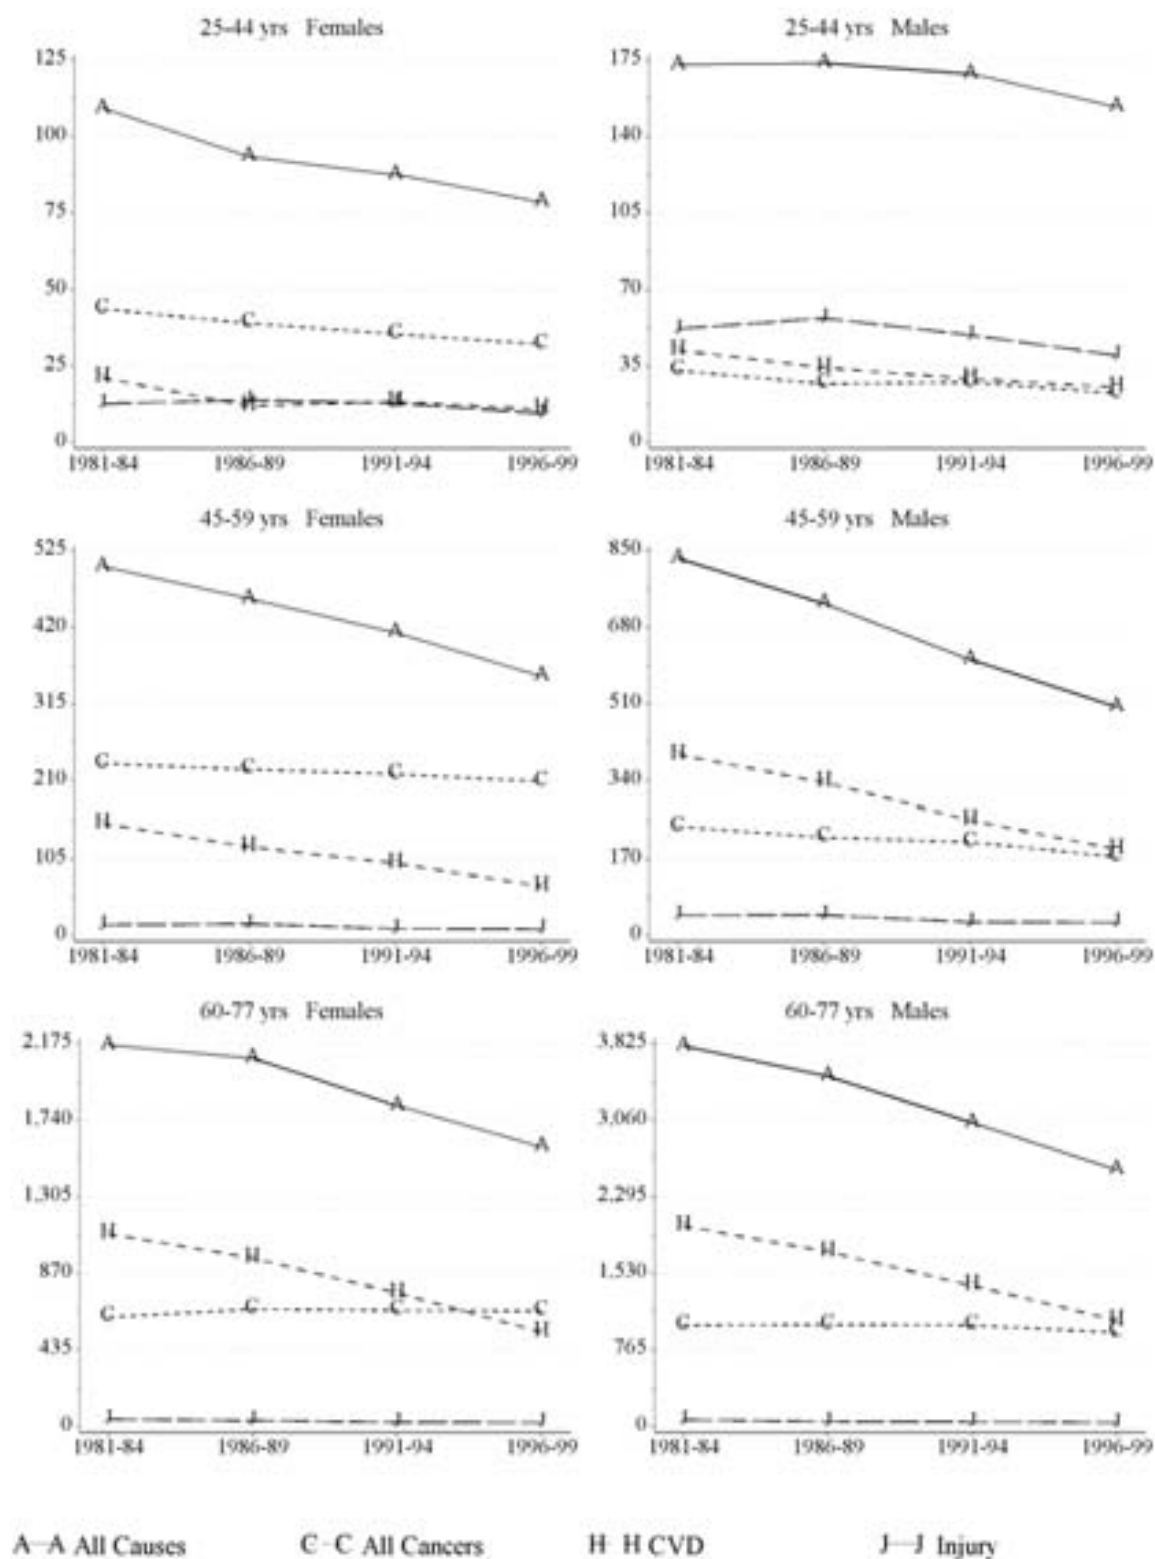 25-44 yrs Females
125
100
75
50
25
0
A A A A
C C C C
H H H H
J J J J
1981-84 1986-89 1991-94 1996-99
25-44 yrs Males
175
140
105
70
35
0
A A A A
J J J J
H H H H
C C C C
1981-84 1986-89 1991-94 1996-99
45-59 yrs Females
525
420
315
210
105
0
A A A A
C C C C
H H H H
J J J J
1981-84 1986-89 1991-94 1996-99
45-59 yrs Males
850
680
510
340
170
0
A A A A
H H H H
C C C C
J J J J
1981-84 1986-89 1991-94 1996-99
60-77 yrs Females
2.175
1.740
1.305
870
435
0
A A A A
H H H H
C C C C
J J J J
1981-84 1986-89 1991-94 1996-99
60-77 yrs Males
3.825
3.060
2.295
1.530
765
0
A A A A
H H H H
C C C C
J J J J
1981-84 1986-89 1991-94 1996-99
A-A All Causes C-C All Cancers H H CVD J-J Injury